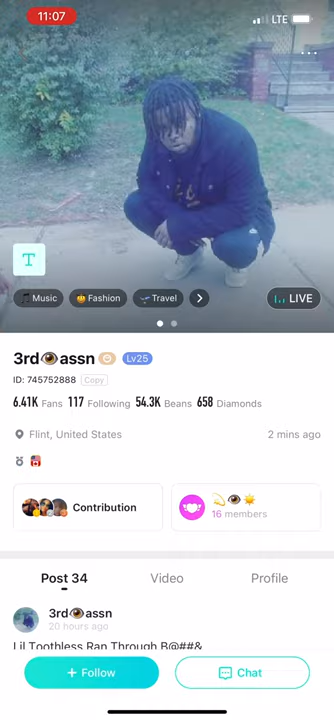 11:07
LTE
T
Music
Fashion
Travel
LIVE
3rd👁assn
Lv25
ID: 745752888
Copy
6.41K Fans 117 Following 54.3K Beans 658 Diamonds
Flint, United States
2 mins ago
Contribution
💫👁☀️
16 members
Post 34
Video
Profile
3rd👁assn
20 hours ago
Lil Toothless Ran Through B@##&
+ Follow
Chat